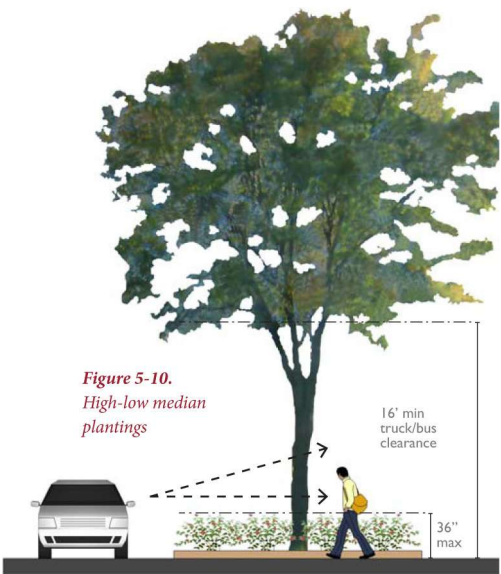 Figure 5-10.
High-low median
plantings
16' min
truck/bus
clearance
36"
max